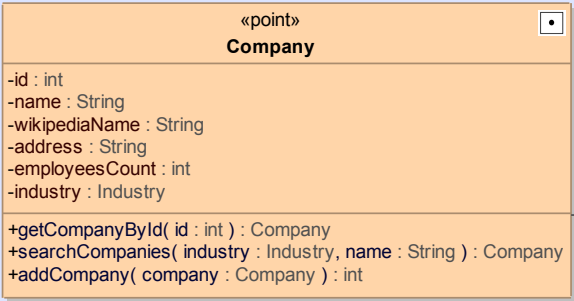 «point»
Company
-id : int
-name : String
-wikipediaName : String
-address : String
-employeesCount : int
-industry : Industry
+getCompanyById( id : int ) : Company
+searchCompanies( industry : Industry, name : String ) : Company
+addCompany( company : Company ) : int